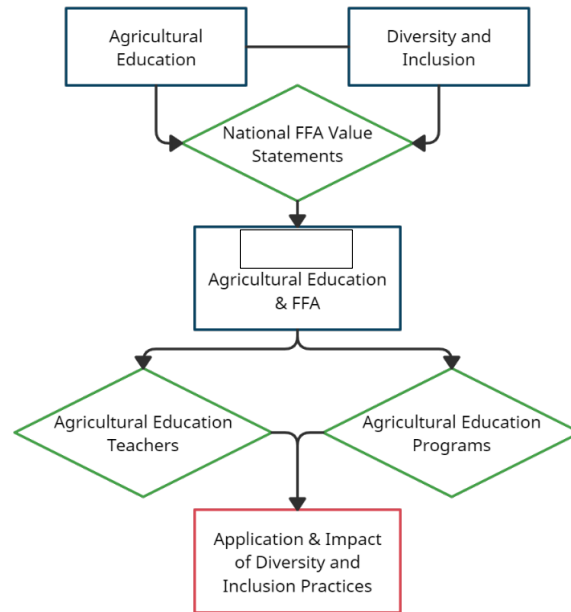 Agricultural
Education
Diversity and
Inclusion
National FFA Value
Statements
Agricultural Education
& FFA
Agricultural Education
Teachers
Agricultural Education
Programs
Application & Impact
of Diversity and
Inclusion Practices